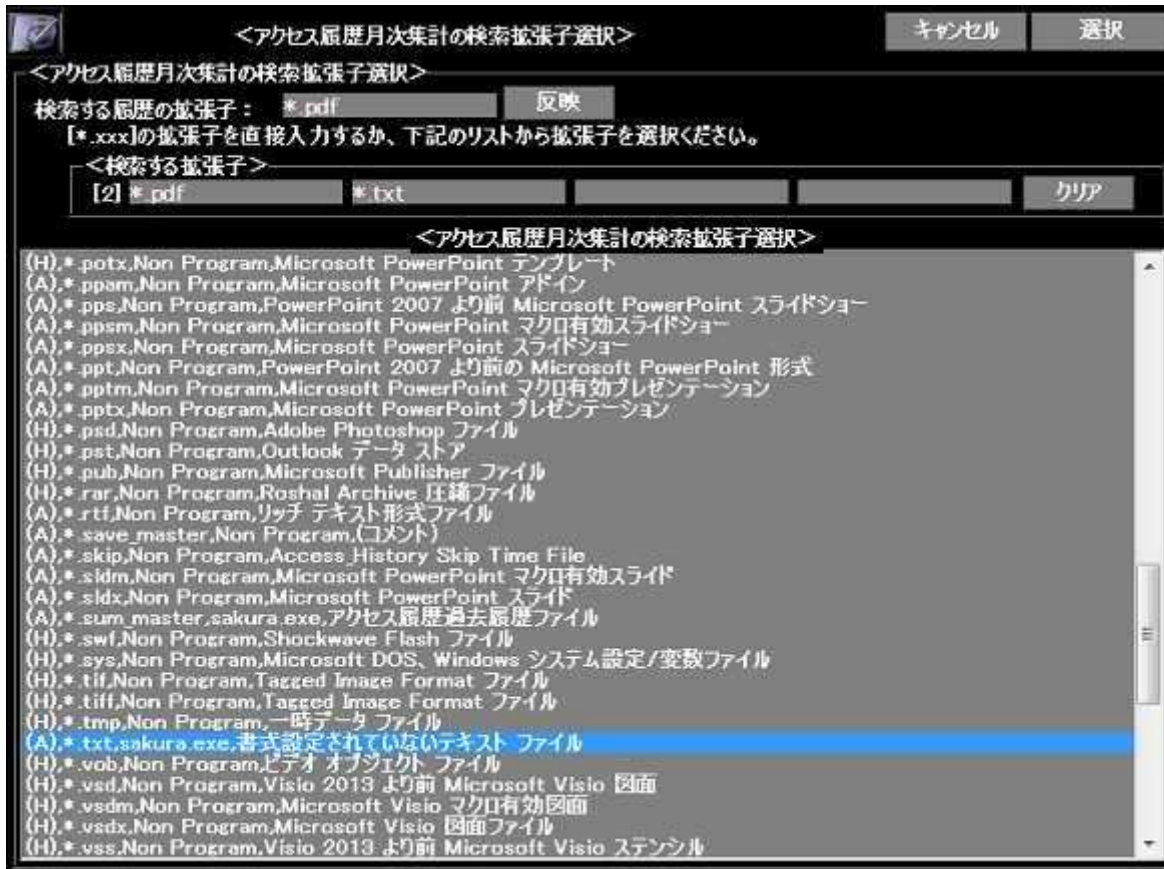 <アクセス履歴月次集計の検索拡張子選択> キャンセル 選択
<アクセス履歴月次集計の検索拡張子選択>
検索する履歴の拡張子： *.pdf 反映
[*.xxx]の拡張子を直接入力するか、下記のリストから拡張子を選択ください。
<検索する拡張子>
[2] *.pdf *.txt クリア
<アクセス履歴月次集計の検索拡張子選択>
(H),*.potx,Non Program,Microsoft PowerPoint テンプレート
(A),*.ppam,Non Program,Microsoft PowerPoint アドイン
(A),*.pps,Non Program,PowerPoint 2007 より前 Microsoft PowerPoint スライドショー
(A),*.ppsm,Non Program,Microsoft PowerPoint マクロ有効スライドショー
(A),*.ppsx,Non Program,Microsoft PowerPoint スライドショー
(A),*.ppt,Non Program,PowerPoint 2007 より前の Microsoft PowerPoint 形式
(A),*.pptm,Non Program,Microsoft PowerPoint マクロ有効プレゼンテーション
(A),*.pptx,Non Program,Microsoft PowerPoint プレゼンテーション
(H),*.psd,Non Program,Adobe Photoshop ファイル
(H),*.pst,Non Program,Outlook データ ストア
(H),*.pub,Non Program,Microsoft Publisher ファイル
(H),*.rar,Non Program,Roshal Archive 圧縮ファイル
(A),*.rtf,Non Program,リッチ テキスト形式ファイル
(A),*.save_master,Non Program,(コメント)
(A),*.skip,Non Program,Access History Skip Time File
(A),*.sldm,Non Program,Microsoft PowerPoint マクロ有効スライド
(A),*.sldx,Non Program,Microsoft PowerPoint スライド
(A),*.sum_master,sakura.exe,アクセス履歴過去履歴ファイル
(H),*.swf,Non Program,Shockwave Flash ファイル
(H),*.sys,Non Program,Microsoft DOS、Windows システム設定/変数ファイル
(H),*.tif,Non Program,Tagged Image Format ファイル
(H),*.tiff,Non Program,Tagged Image Format ファイル
(H),*.tmp,Non Program,一時データ ファイル
(A),*.txt,sakura.exe,書式設定されていないテキスト ファイル
(H),*.vob,Non Program,ビデオ オブジェクト ファイル
(H),*.vsd,Non Program,Visio 2013 より前 Microsoft Visio 図面
(H),*.vsdm,Non Program,Microsoft Visio マクロ有効図面
(H),*.vsdx,Non Program,Microsoft Visio 図面ファイル
(H),*.vss,Non Program,Visio 2013 より前 Microsoft Visio ステンシル